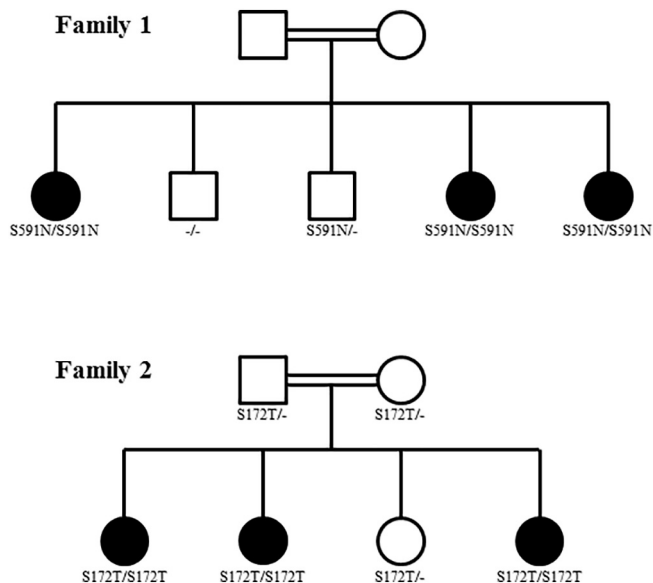 Family 1
S591N/S591N -/- S591N/- S591N/S591N S591N/S591N
Family 2
S172T/- S172T/-
S172T/S172T S172T/S172T S172T/- S172T/S172T